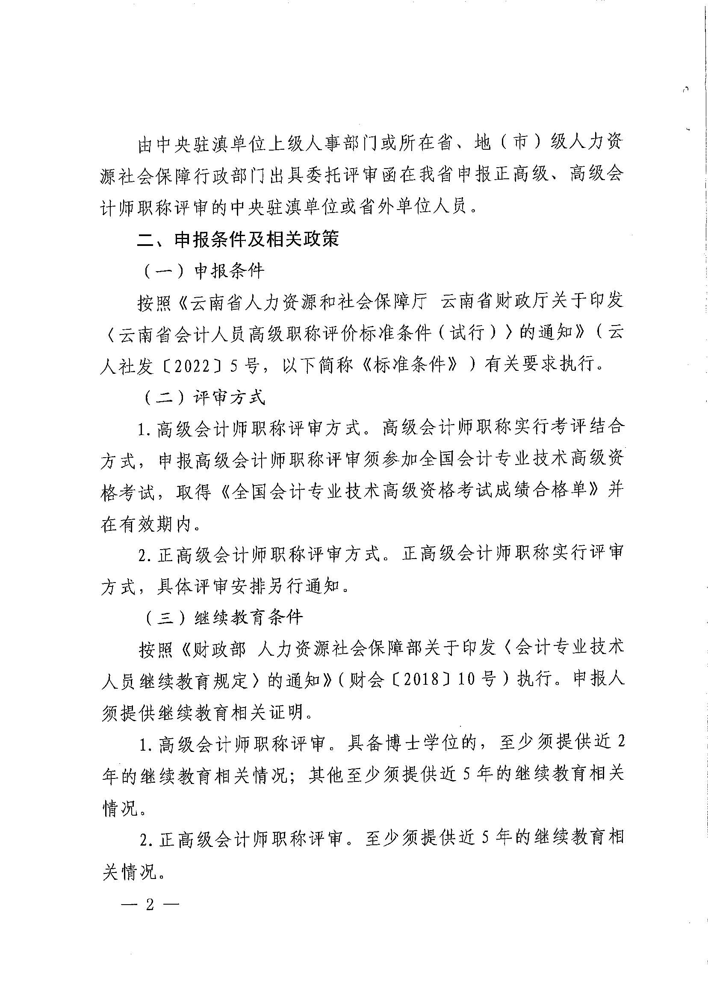 由中央驻滇单位上级人事部门或所在省、地（市）级人力资
源社会保障行政部门出具委托评审函在我省申报正高级、高级会
计师职称评审的中央驻滇单位或省外单位人员。
二、申报条件及相关政策
（一）申报条件
按照《云南省人力资源和社会保障厅 云南省财政厅关于印发
〈云南省会计人员高级职称评价标准条件（试行）〉的通知》（云
人社发〔2022〕5号，以下简称《标准条件》）有关要求执行。
（二）评审方式
1.高级会计师职称评审方式。高级会计师职称实行考评结合
方式，申报高级会计师职称评审须参加全国会计专业技术高级资
格考试，取得《全国会计专业技术高级资格考试成绩合格单》并
在有效期内。
2.正高级会计师职称评审方式。正高级会计师职称实行评审
方式，具体评审安排另行通知。
（三）继续教育条件
按照《财政部 人力资源社会保障部关于印发〈会计专业技术
人员继续教育规定〉的通知》（财会〔2018〕10号）执行。申报人
须提供继续教育相关证明。
1.高级会计师职称评审。具备博士学位的，至少须提供近2
年的继续教育相关情况；其他至少须提供近5年的继续教育相关
情况。
2.正高级会计师职称评审。至少须提供近5年的继续教育相
关情况。
— 2 —